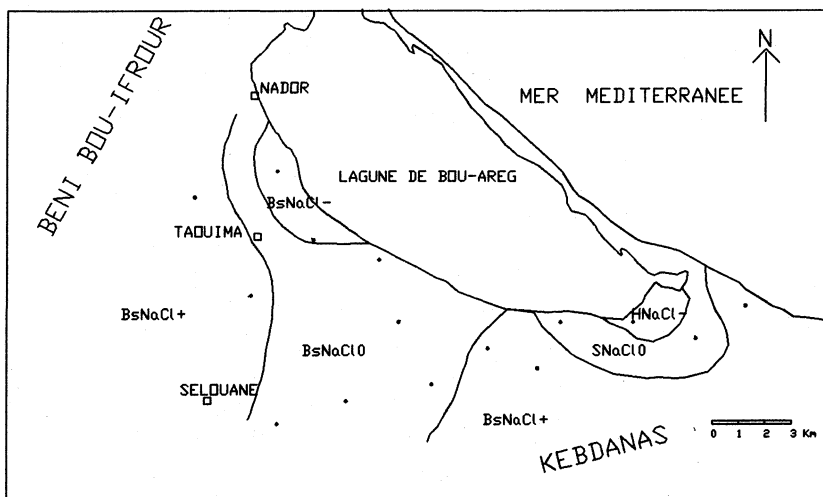 BENI BOU-IFROUR
NADOR
MER MEDITERRANEE
N
LAGUNE DE BOU-AREG
BsNaCl-
TAOUIMA
BsNaCl+
BsNaCl0
HNaCl-
SNaCl0
SELOUANE
BsNaCl+
KEBDANAS
0 1 2 3 Km